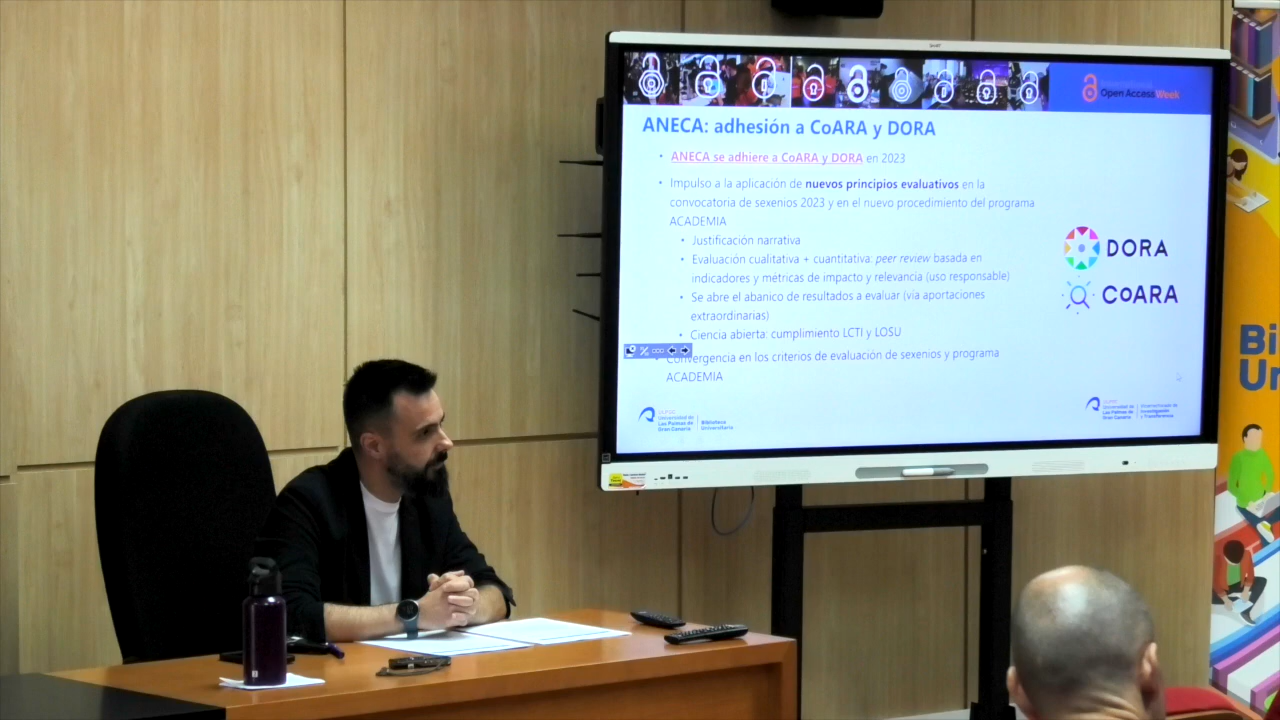 SMART
Open Access Week
ANECA: adhesión a CoARA y DORA
• ANECA se adhiere a CoARA y DORA en 2023
• Impulso a la aplicación de nuevos principios evaluativos en la
convocatoria de sexenios 2023 y en el nuevo procedimiento del programa
ACADEMIA
• Justificación narrativa
• Evaluación cualitativa + cuantitativa: peer review basada en
indicadores y métricas de impacto y relevancia (uso responsable)
• Se abre el abanico de resultados a evaluar (vía aportaciones
extraordinarias)
• Ciencia abierta: cumplimiento LCTI y LOSU
Convergencia en los criterios de evaluación de sexenios y programa
ACADEMIA
DORA
CoARA
ULPGC
Universidad de
Las Palmas de
Gran Canaria
Biblioteca
Universitaria
ULPGC
Universidad de
Las Palmas de
Gran Canaria
Vicerrectorado de
Investigación
y Transferencia
Bi
Un